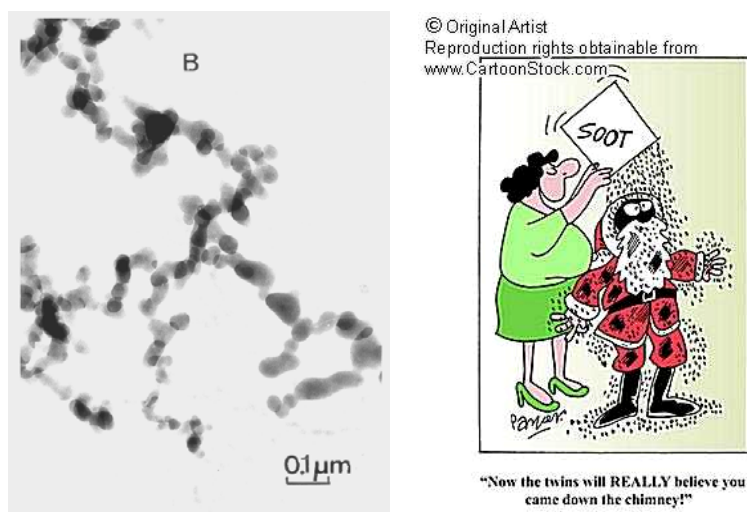 B
0.1µm
© Original Artist
Reproduction rights obtainable from
www.CartoonStock.com
SOOT
"Now the twins will REALLY believe you
came down the chimney!"